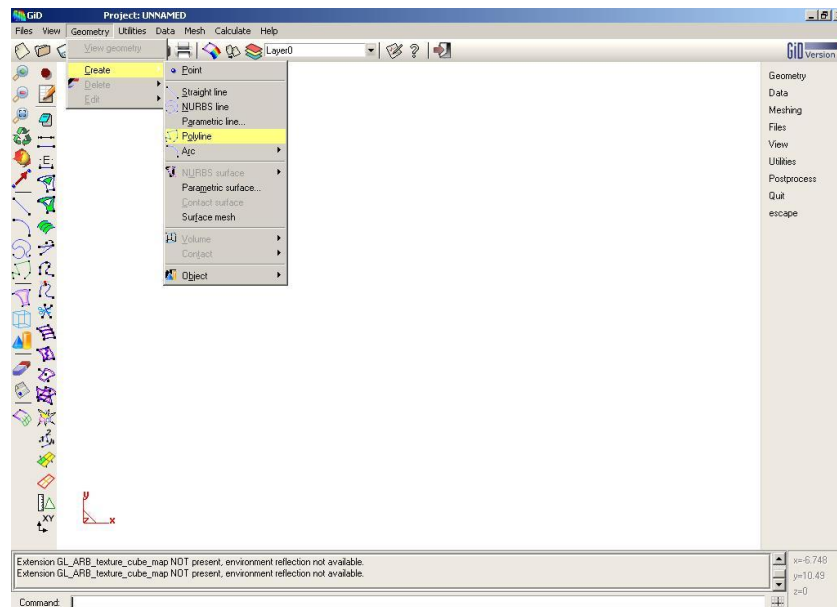 GiD Project: UNNAMED
Files View Geometry Utilities Data Mesh Calculate Help
Layer0
GiD Version
View geometry
Create
Delete
Edit
Point
Straight line
NURBS line
Parametric line...
Polyline
Arc
NURBS surface
Parametric surface...
Contact surface
Surface mesh
Volume
Contact
Object
Geometry
Data
Meshing
Files
View
Utilities
Postprocess
Quit
escape
:E:
XY
y
z x
Extension GL_ARB_texture_cube_map NOT present, environment reflection not available.
Extension GL_ARB_texture_cube_map NOT present, environment reflection not available.
x=-6.748
y=10.49
z=0
Command: